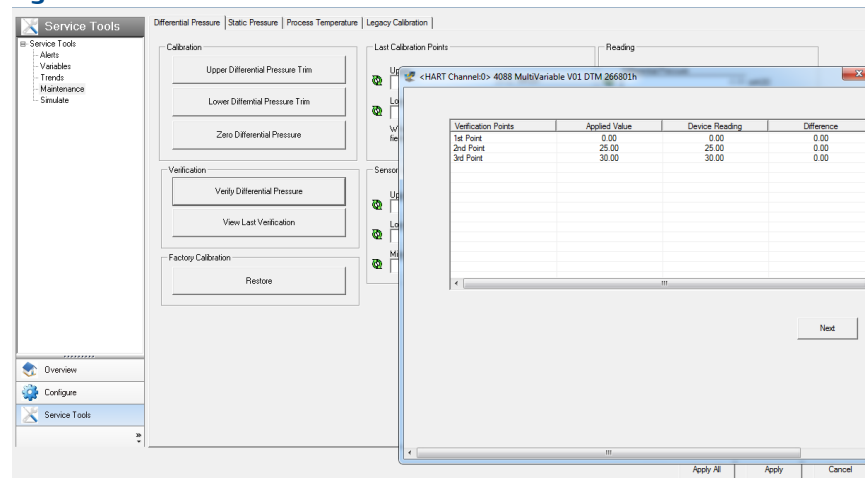 Service Tools
Differential Pressure | Static Pressure | Process Temperature | Legacy Calibration
Service Tools
Alerts
Variables
Trends
Maintenance
Simulate
Calibration
Upper Differential Pressure Trim
Lower Differntial Pressure Trim
Zero Differential Pressure
Last Calibration Points
Reading
Verification
Verify Differential Pressure
View Last Verification
Sensor
Factory Calibration
Restore
<HART Channel:0> 4088 MultiVariable V01 DTM 266801h
Verification Points Applied Value Device Reading Difference
1st Point 0.00 0.00 0.00
2nd Point 25.00 25.00 0.00
3rd Point 30.00 30.00 0.00
Next
Overview
Configure
Service Tools
Apply All Apply Cancel